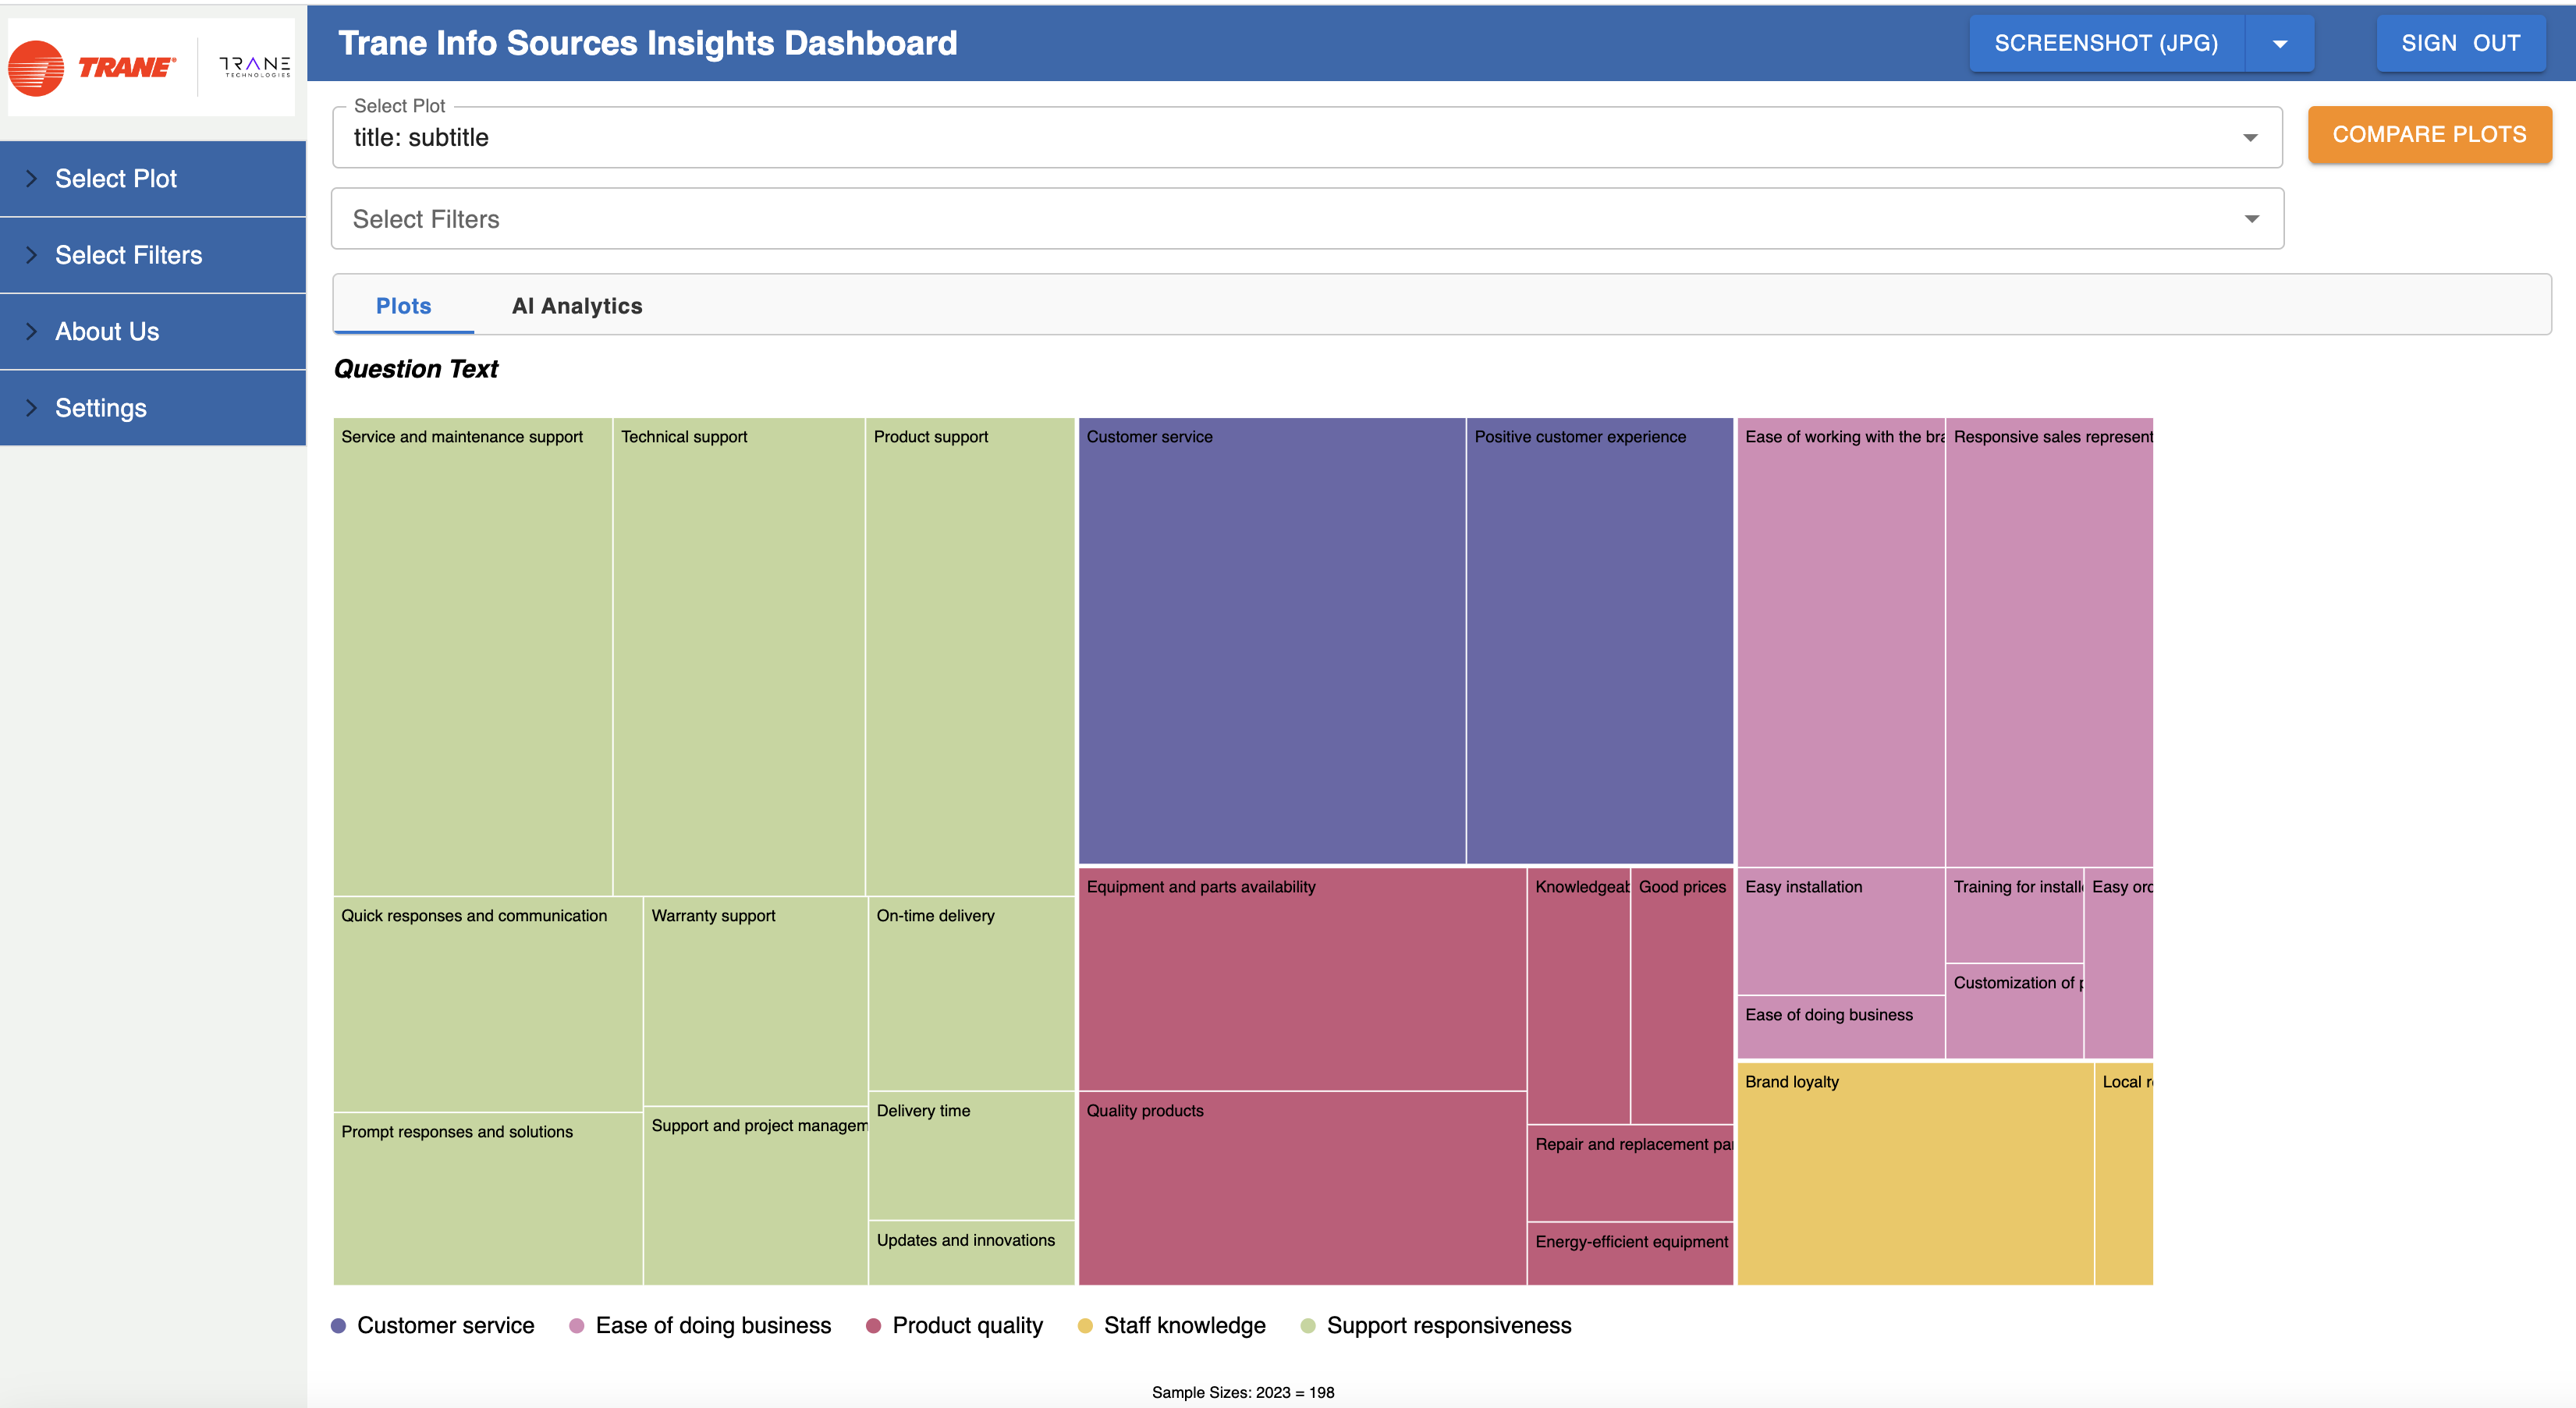 TRANE
TRANE
TECHNOLOGIES
Trane Info Sources Insights Dashboard
SCREENSHOT (JPG)
SIGN OUT
Select Plot
Select Filters
About Us
Settings
Select Plot
title: subtitle
COMPARE PLOTS
Select Filters
Plots
AI Analytics
Question Text
Service and maintenance support
Technical support
Product support
Quick responses and communication
Warranty support
On-time delivery
Prompt responses and solutions
Support and project managem
Delivery time
Updates and innovations
Customer service
Positive customer experience
Equipment and parts availability
Knowledgeab
Good prices
Quality products
Repair and replacement par
Energy-efficient equipment
Ease of working with the bra
Responsive sales represent
Easy installation
Training for installe
Easy ord
Ease of doing business
Customization of p
Brand loyalty
Local re
Customer service
Ease of doing business
Product quality
Staff knowledge
Support responsiveness
Sample Sizes: 2023 = 198